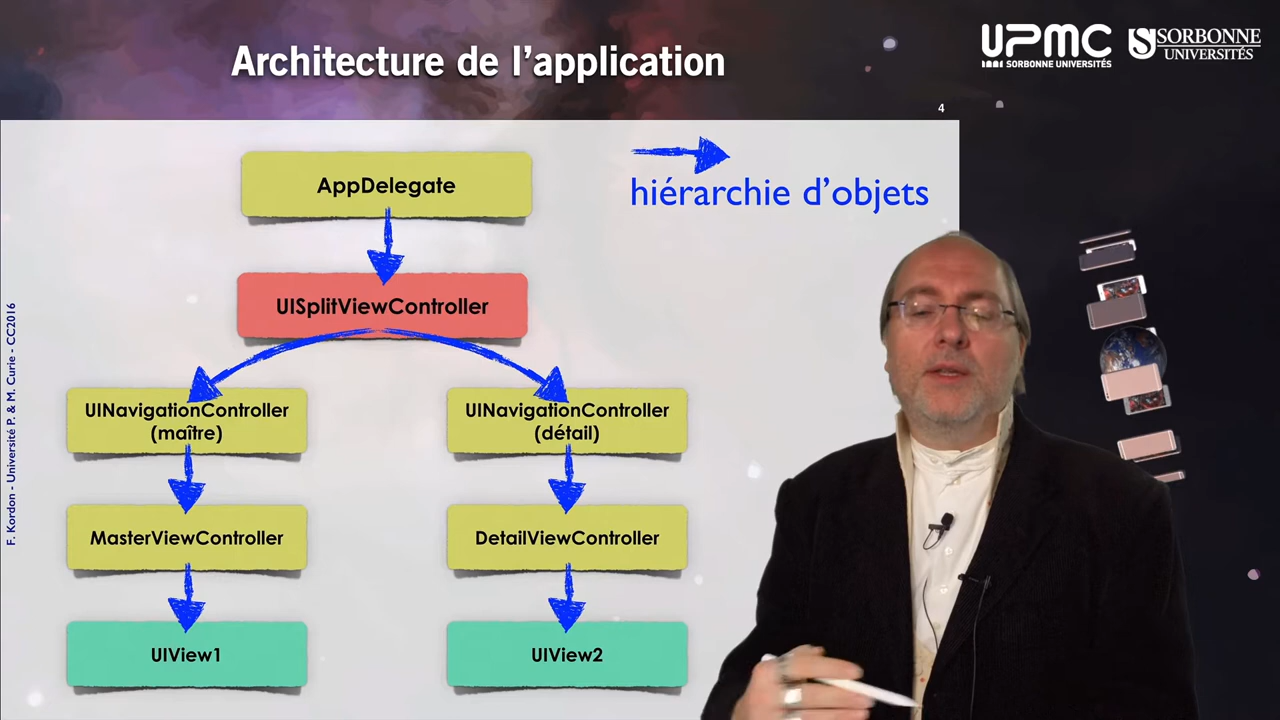 Architecture de l'application
UPMC
SORBONNE UNIVERSITÉS
SORBONNE
UNIVERSITÉS
4
AppDelegate
hiérarchie d'objets
UISplitViewController
UINavigationController
(maître)
UINavigationController
(détail)
MasterViewController
DetailViewController
UIView1
UIView2
F. Kordon - Université P. & M. Curie - CC2016